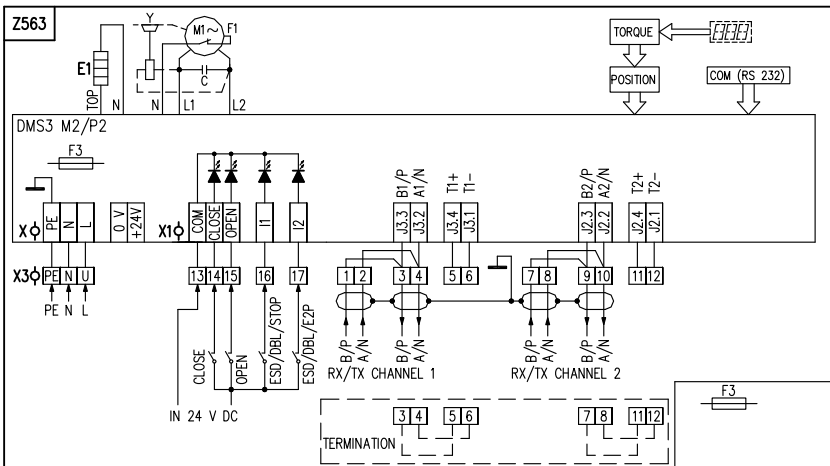 Z563
Y
M1~
F1
TORQUE
E1
C
POSITION
COM (RS 232)
TOP
N
N
L1
L2
DMS3 M2/P2
F3
B1/P
A1/N
T1+
T1-
B2/P
A2/N
T2+
T2-
X
PE
N
L
0 V
+24V
X1
COM
CLOSE
OPEN
I1
I2
J3.3
J3.2
J3.4
J3.1
J2.3
J2.2
J2.4
J2.1
X3
PE N U
13 14 15
16
17
1 2
3 4
5 6
7 8
9 10
11 12
PE N L
CLOSE
OPEN
ESD/DBL/STOP
ESD/DBL/E2P
B/P
A/N
B/P
A/N
B/P
A/N
B/P
A/N
RX/TX CHANNEL 1
RX/TX CHANNEL 2
IN 24 V DC
F3
TERMINATION
3 4
5 6
7 8
11 12